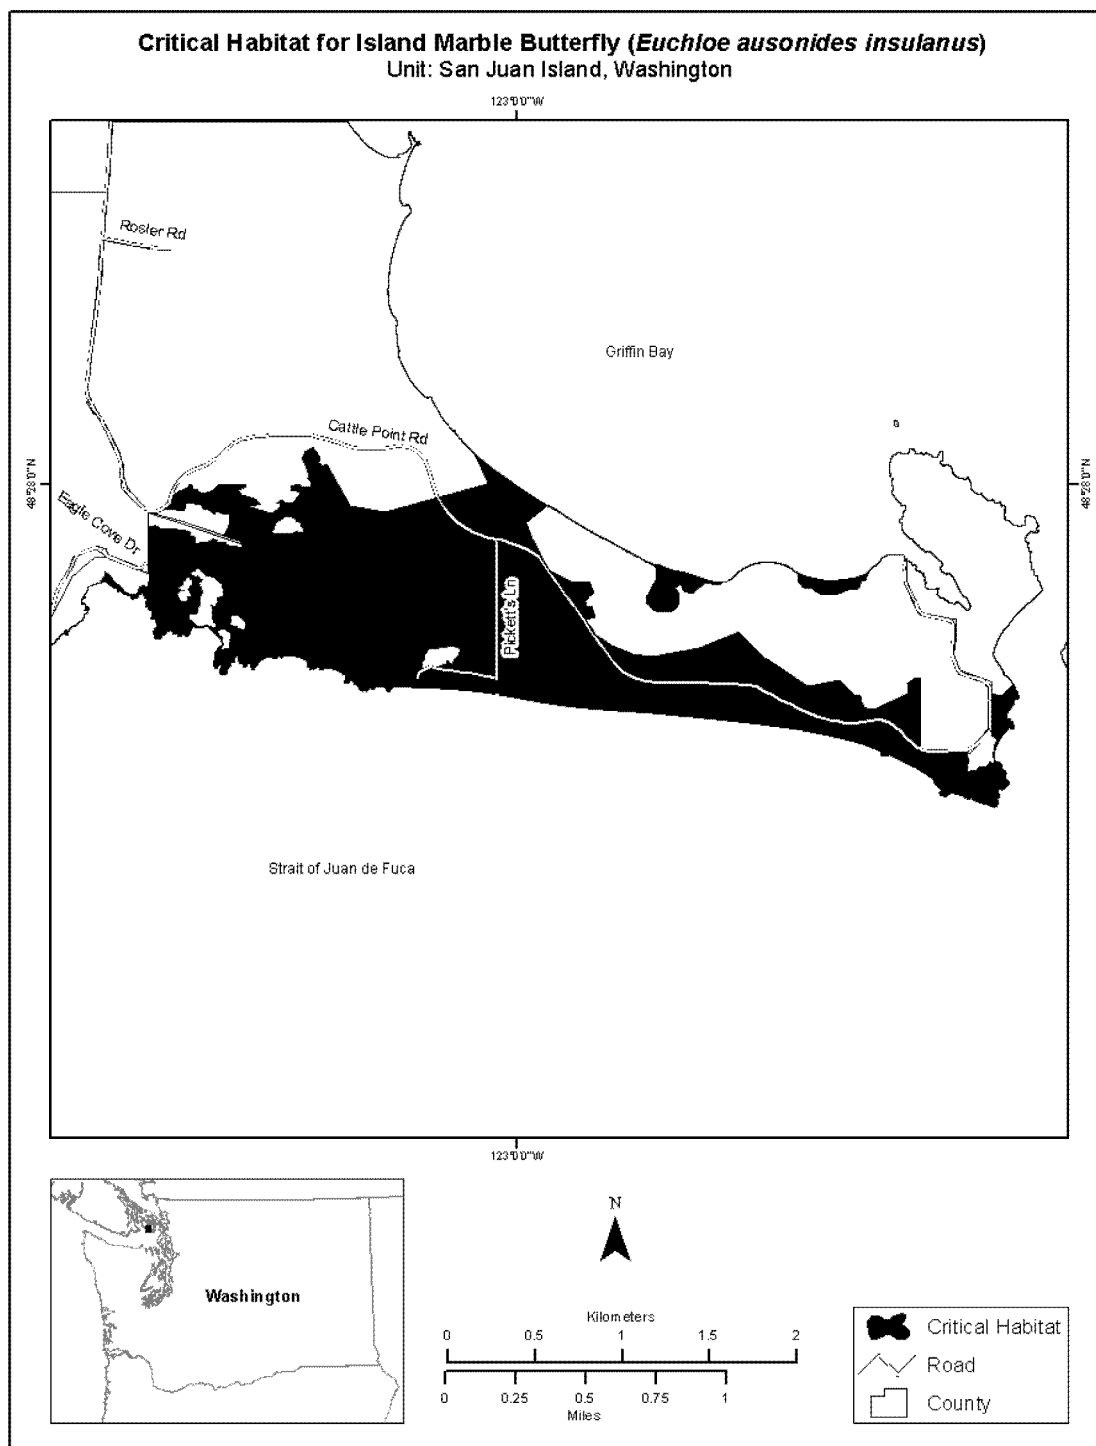 Critical Habitat for Island Marble Butterfly (Euchloe ausonides insulanus)
Unit: San Juan Island, Washington
123°0'0"W
Rosler Rd
Griffin Bay
Cattle Point Rd
48°28'0"N
48°28'0"N
Eagle Cove Dr
Pickett's Ln
Strait of Juan de Fuca
123°0'0"W
Washington
N
Kilometers
0 0.5 1 1.5 2
0 0.25 0.5 0.75 1
Miles
Critical Habitat
Road
County